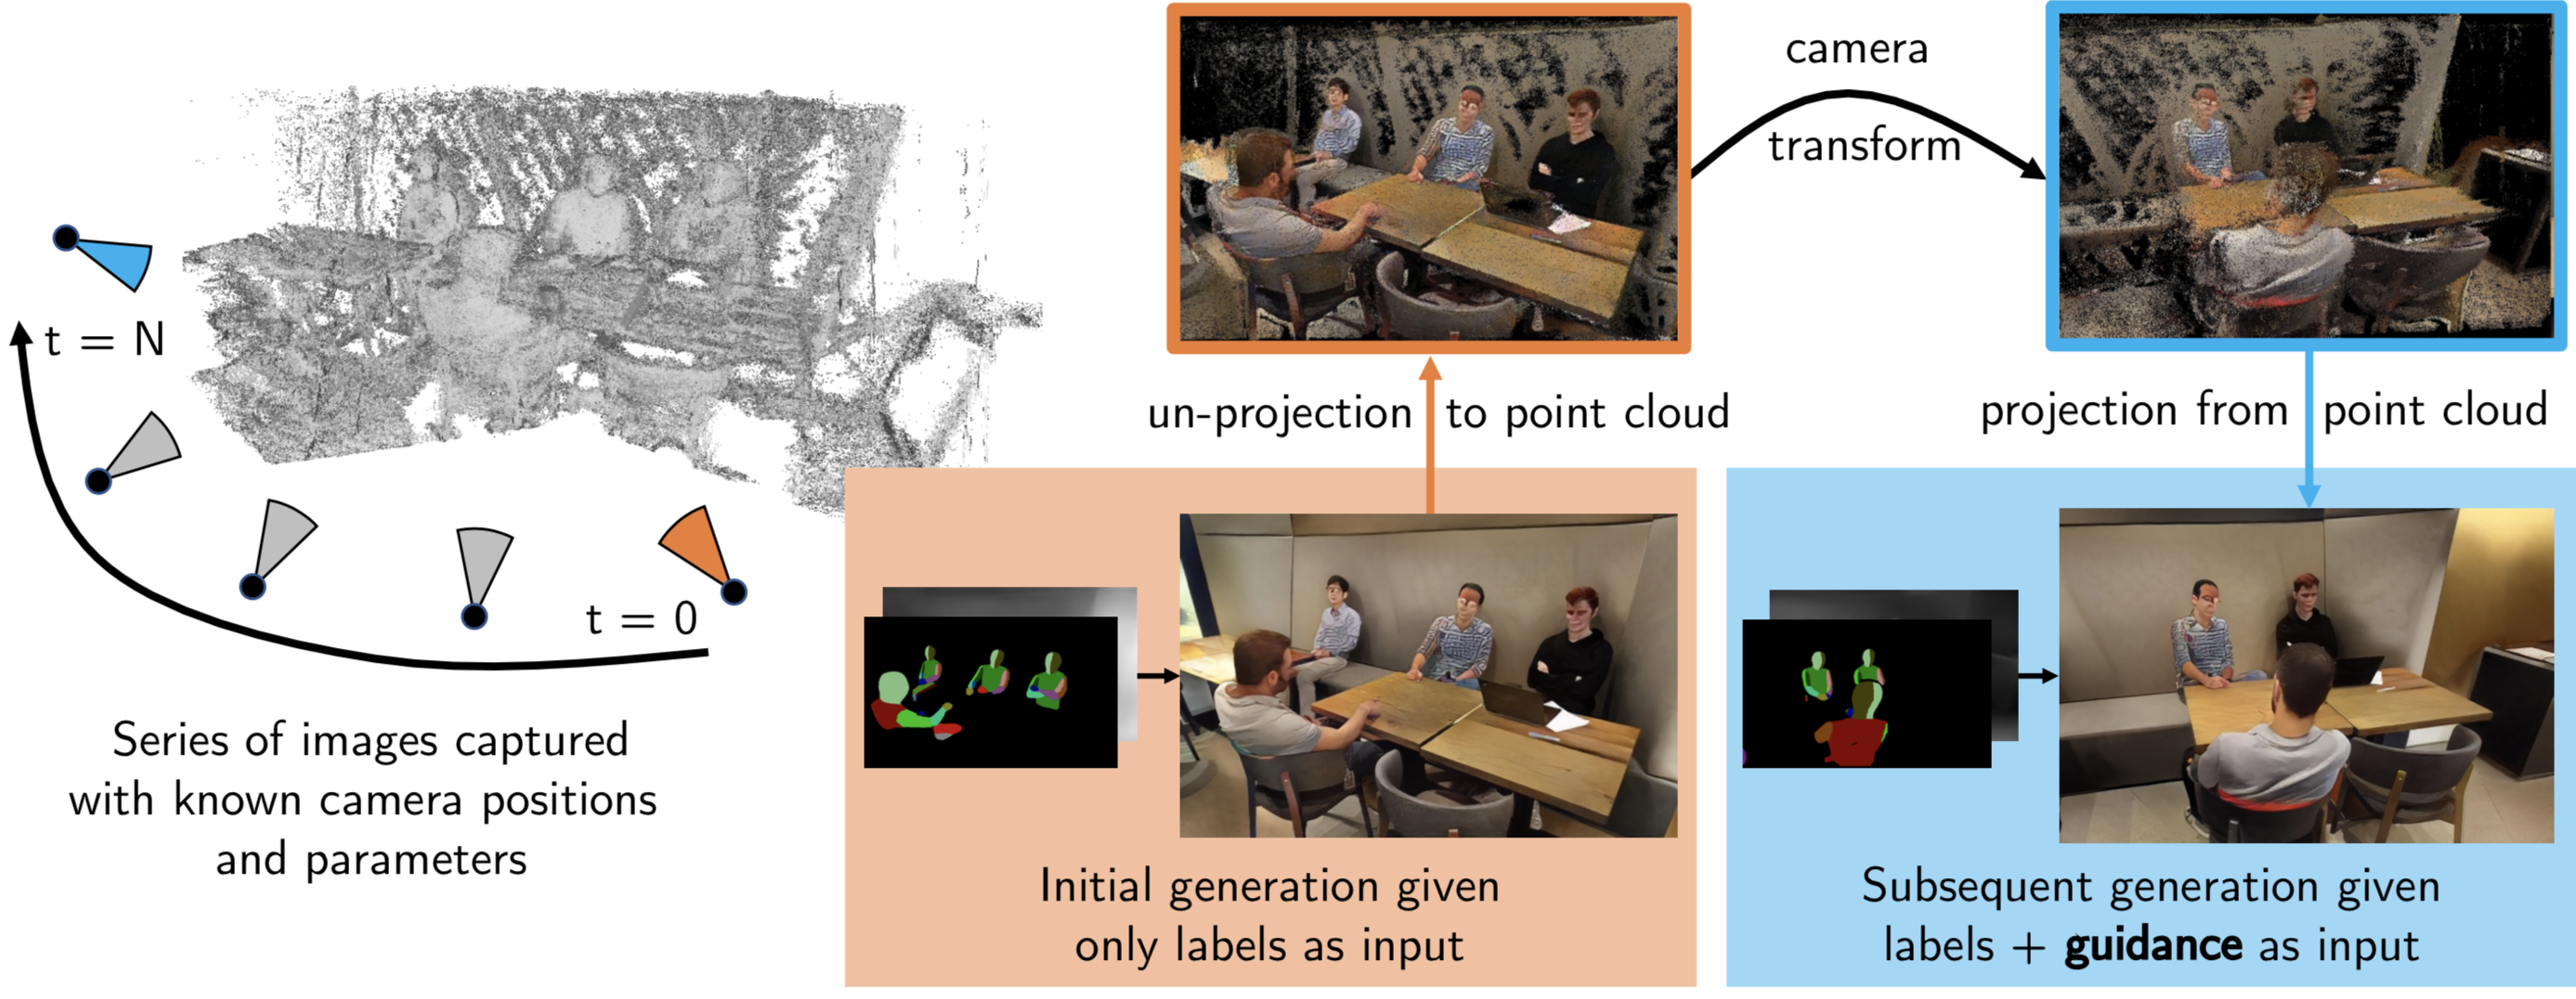 t = N
t = 0
Series of images captured
with known camera positions
and parameters
camera
transform
un-projection to point cloud
projection from point cloud
Initial generation given
only labels as input
Subsequent generation given
labels + guidance as input